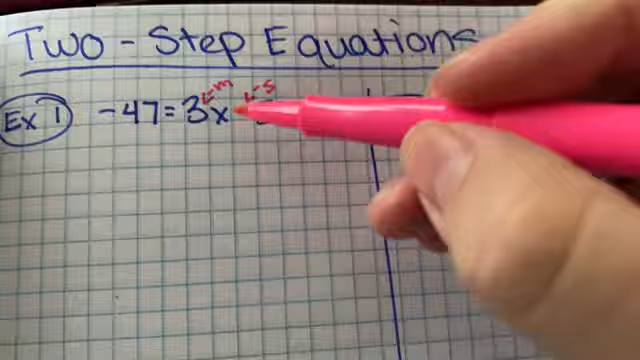 Two-Step Equations
←m ←s
Ex 1 -47=3x